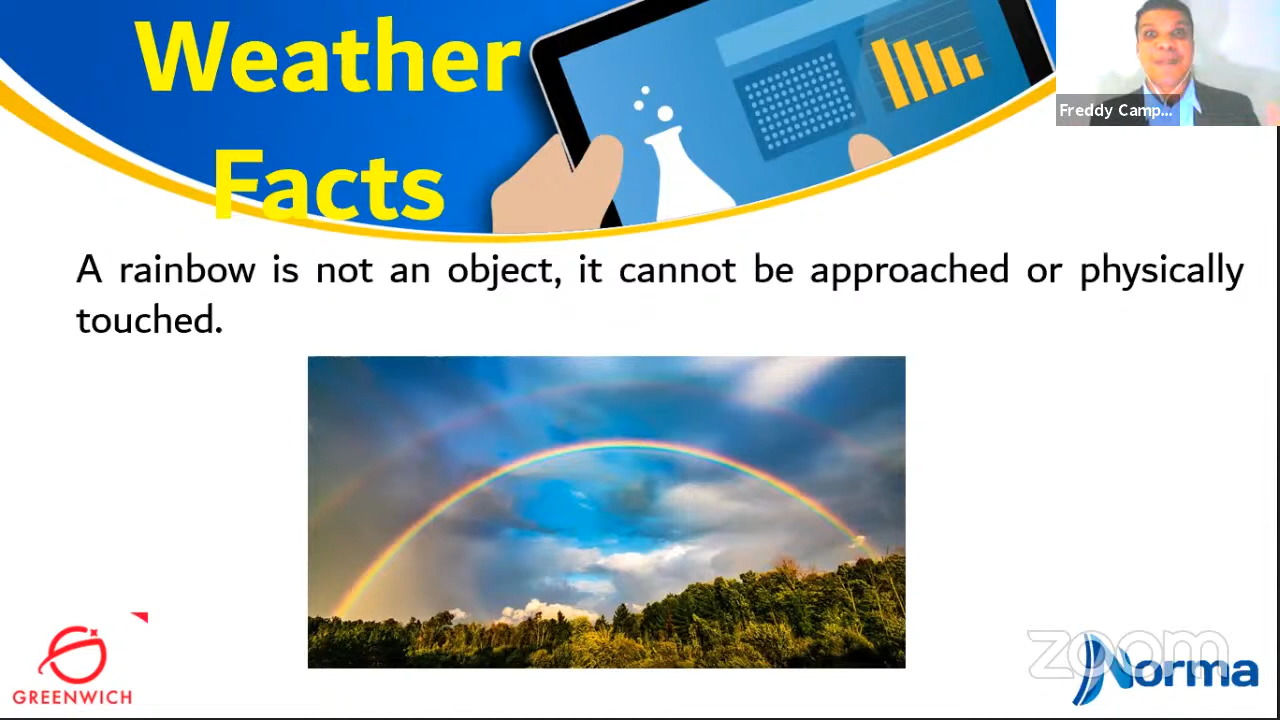 Weather
Facts
Freddy Camp...
A rainbow is not an object, it cannot be approached or physically
touched.
GREENWICH
zoom
Norma